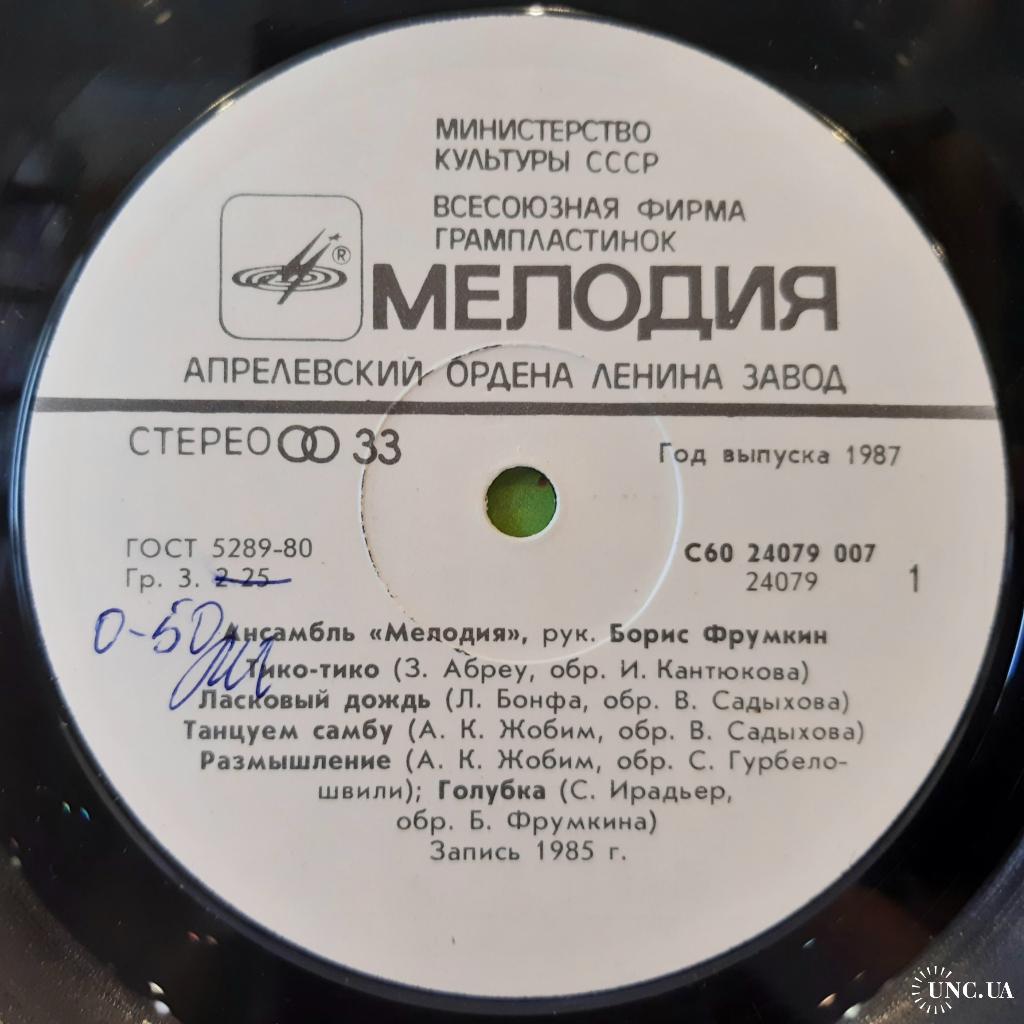 МИНИСТЕРСТВО
КУЛЬТУРЫ СССР
ВСЕСОЮЗНАЯ ФИРМА
ГРАМПЛАСТИНОК
®
МЕЛОДИЯ
АПРЕЛЕВСКИЙ ОРДЕНА ЛЕНИНА ЗАВОД
СТЕРЕО 33
Год выпуска 1987
ГОСТ 5289-80
Гр. 3. 2-25
0-50
С60 24079 007
24079
1
Ансамбль «Мелодия», рук. Борис Фрумкин
Тико-тико (З. Абреу, обр. И. Кантюкова)
Ласковый дождь (Л. Бонфа, обр. В. Садыхова)
Танцуем самбу (А. К. Жобим, обр. В. Садыхова)
Размышление (А. К. Жобим, обр. С. Гурбело-
швили); Голубка (С. Ирадьер,
обр. Б. Фрумкина)
Запись 1985 г.
UNC.UA